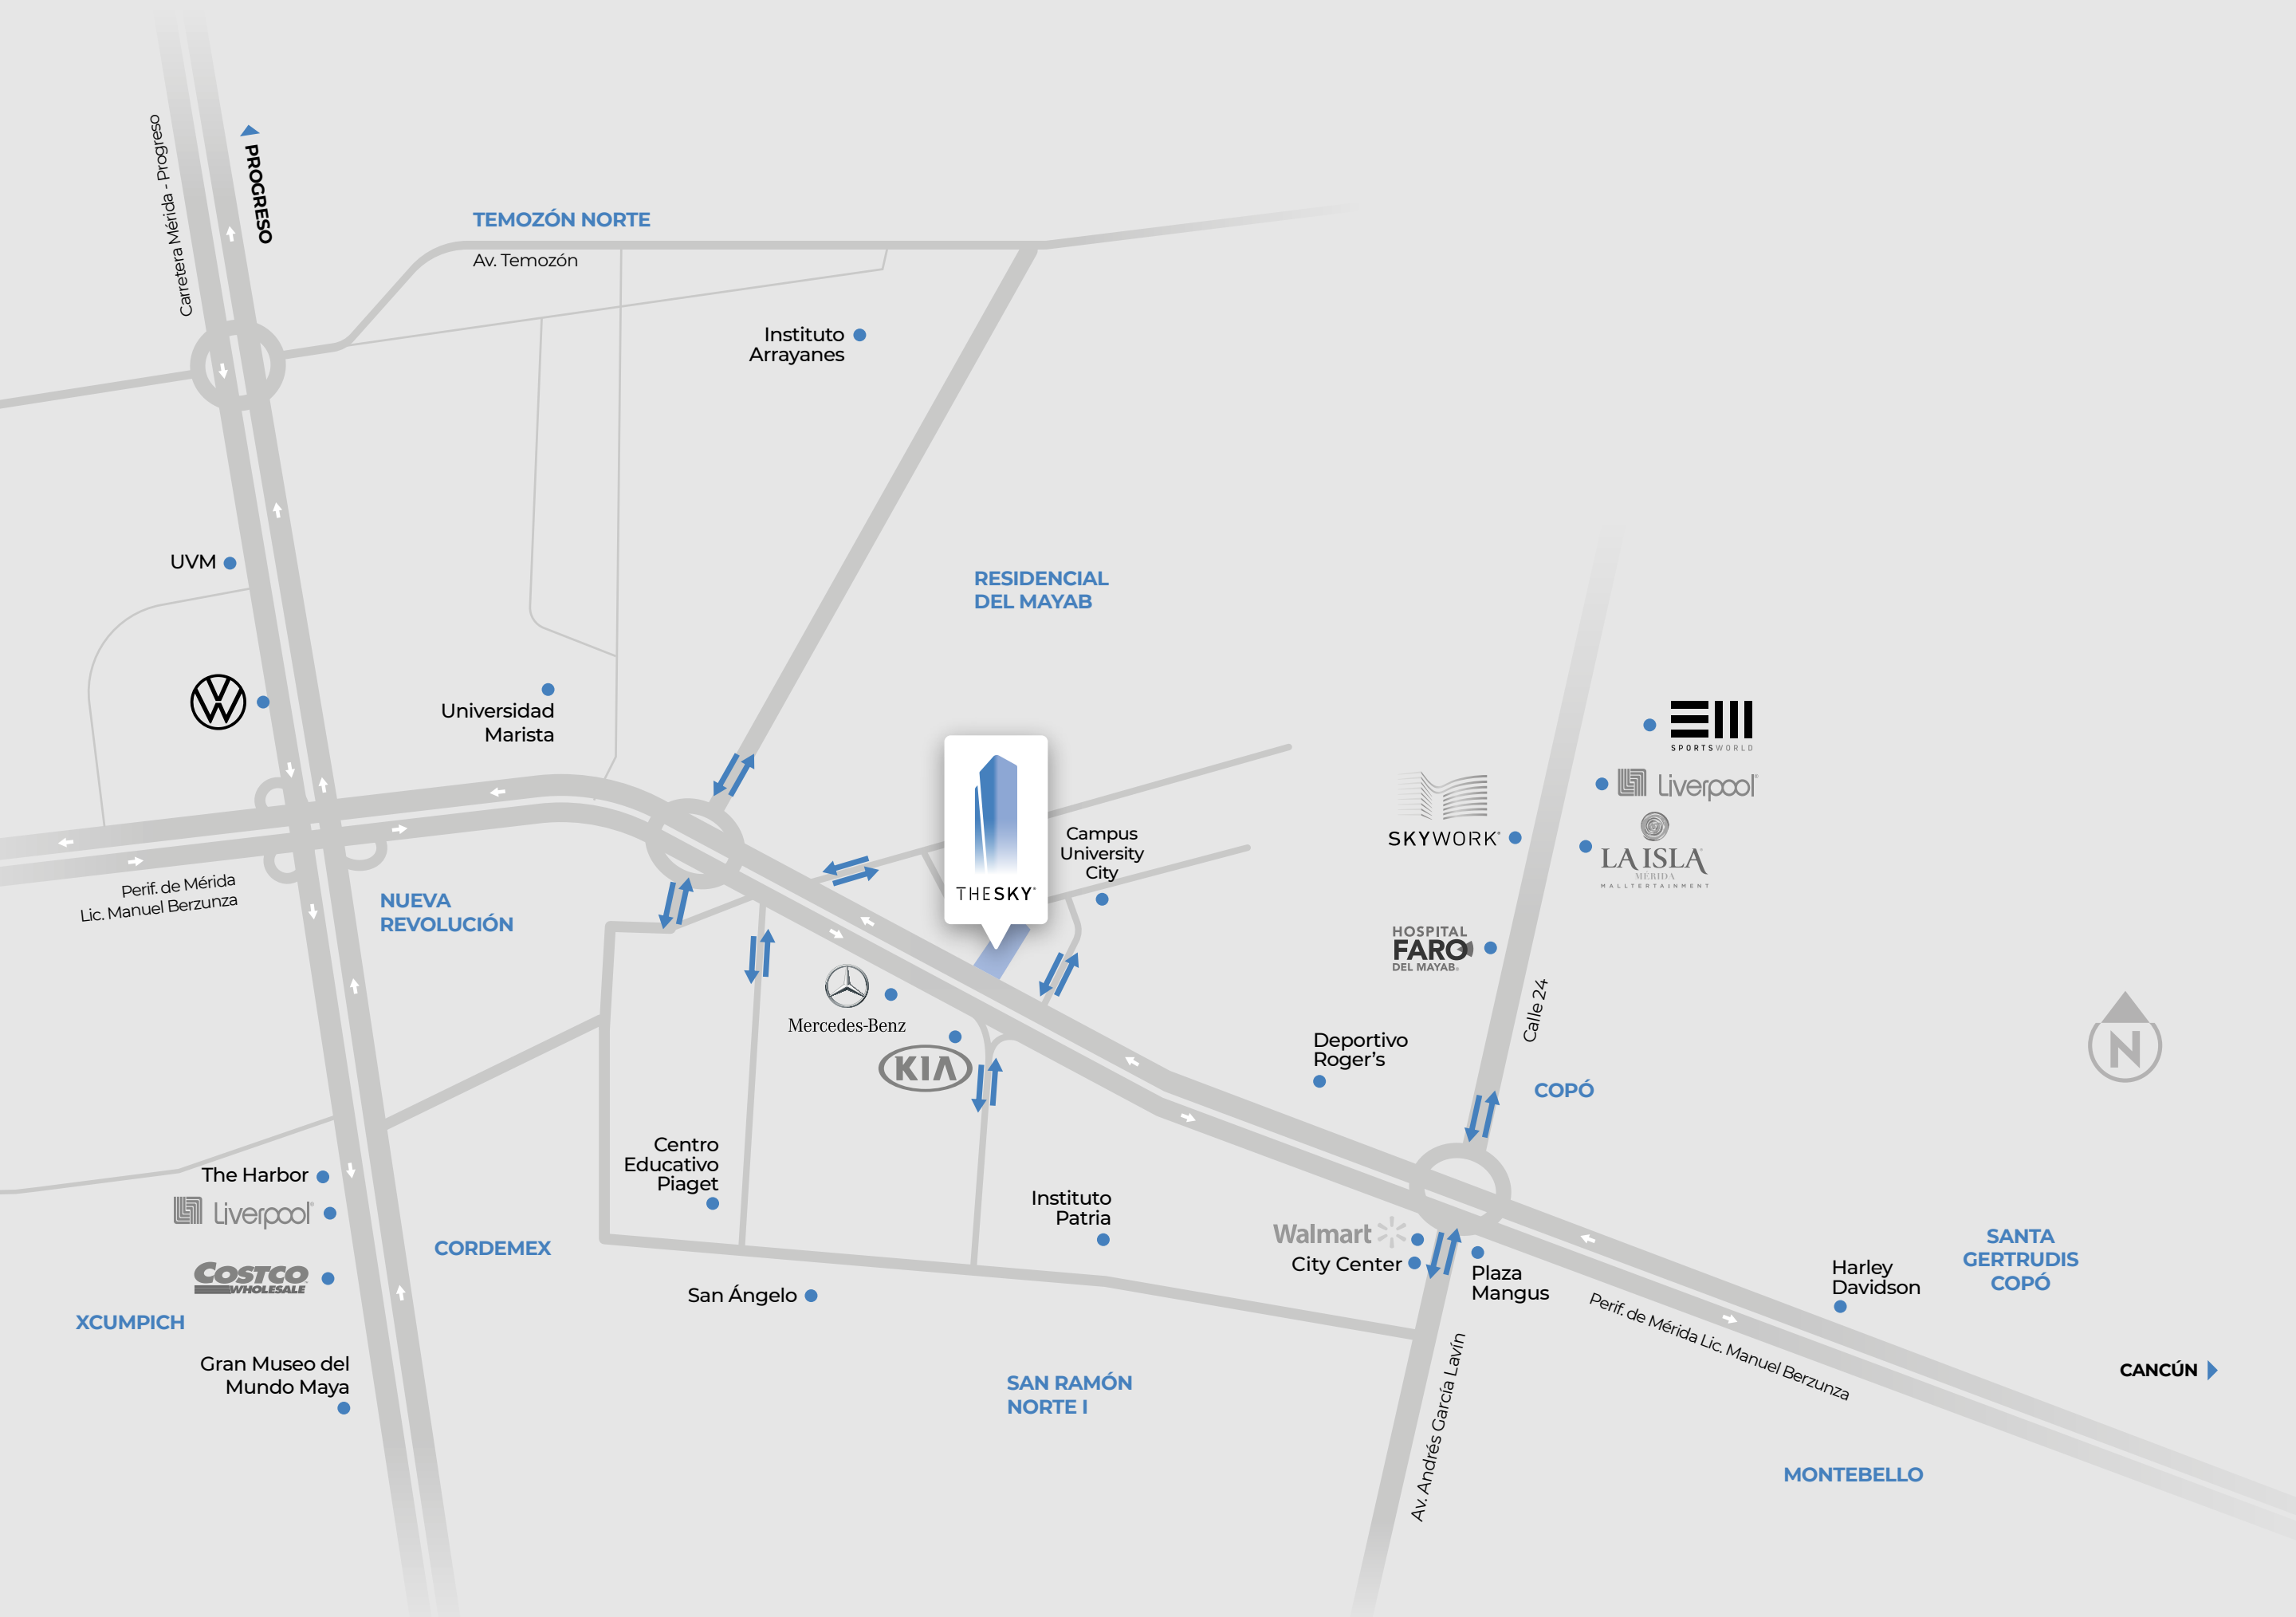 Carretera Mérida - Progreso
PROGRESO
TEMOZÓN NORTE
Av. Temozón
Instituto
Arrayanes
UVM
RESIDENCIAL
DEL MAYAB
Universidad
Marista
SPORTSWORLD
Liverpool
SKYWORK
LA ISLA
MÉRIDA
MALLTERTAINMENT
THESKY
Campus
University
City
Perif. de Mérida
Lic. Manuel Berzunza
NUEVA
REVOLUCIÓN
HOSPITAL
FARO
DEL MAYAB
Mercedes-Benz
KIA
Calle 24
Deportivo
Roger's
COPÓ
N
Centro
Educativo
Piaget
The Harbor
Liverpool
Instituto
Patria
Walmart
City Center
Plaza
Mangus
CORDEMEX
COSTCO
WHOLESALE
San Ángelo
XCUMPICH
Gran Museo del
Mundo Maya
SAN RAMÓN
NORTE I
Av. Andrés García Lavín
Perif. de Mérida Lic. Manuel Berzunza
Harley
Davidson
SANTA
GERTRUDIS
COPÓ
CANCÚN
MONTEBELLO